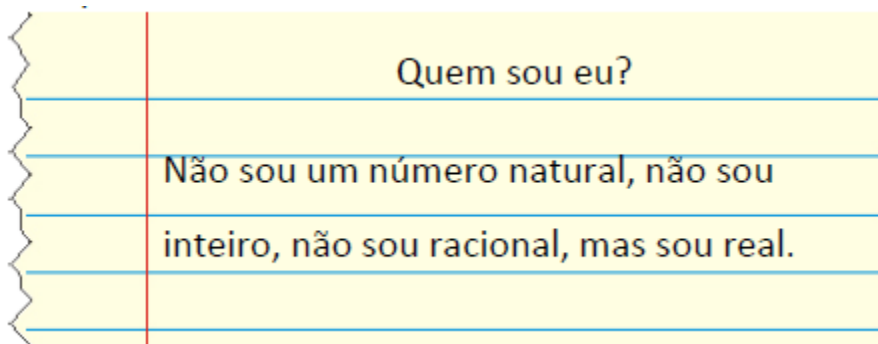 Quem sou eu?
Não sou um número natural, não sou
inteiro, não sou racional, mas sou real.